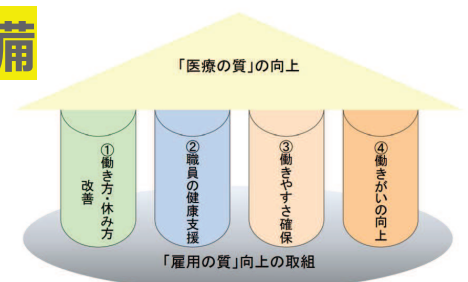 備
「医療の質」の向上
①働き方・休み方
改善
②職員の健康支援
③働きやすさ確保
④働きがいの向上
「雇用の質」向上の取組